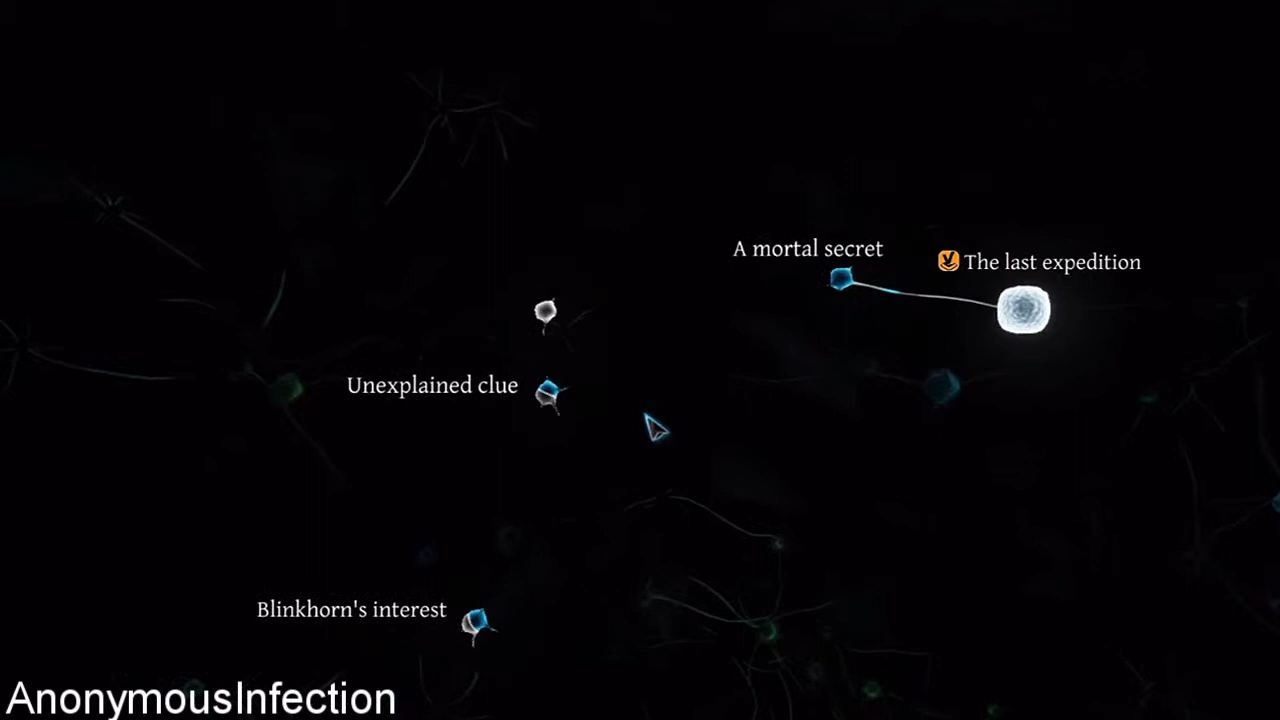 A mortal secret
The last expedition
Unexplained clue
Blinkhorn's interest
AnonymousInfection